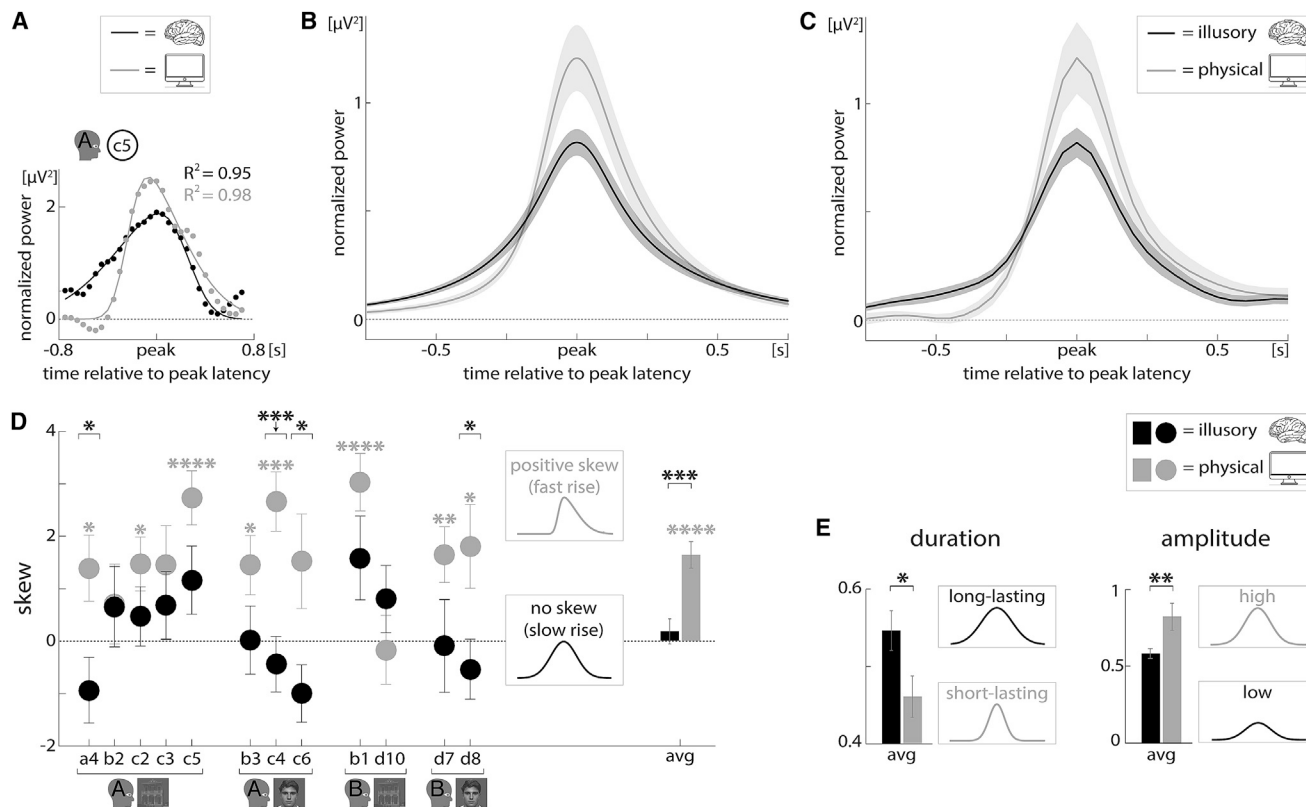 A
=
=
A c5
[µV²]
R² = 0.95
R² = 0.98
2
normalized power
0
-0.8 peak 0.8 [s]
time relative to peak latency
B
[µV²]
1
normalized power
0
-0.5 peak 0.5 [s]
time relative to peak latency
C
[µV²]
= illusory
= physical
1
normalized power
0
-0.5 peak 0.5 [s]
time relative to peak latency
D
4
2
skew
0
-2
* *** * *
* * **** * *** **** ** *
positive skew
(fast rise)
no skew
(slow rise)
***
****
a4 b2 c2 c3 c5 b3 c4 c6 b1 d10 d7 d8 avg
A A B B
= illusory
= physical
E
duration
0.6
*
0.4
avg
long-lasting
short-lasting
amplitude
1
**
0.5
0
avg
high
low